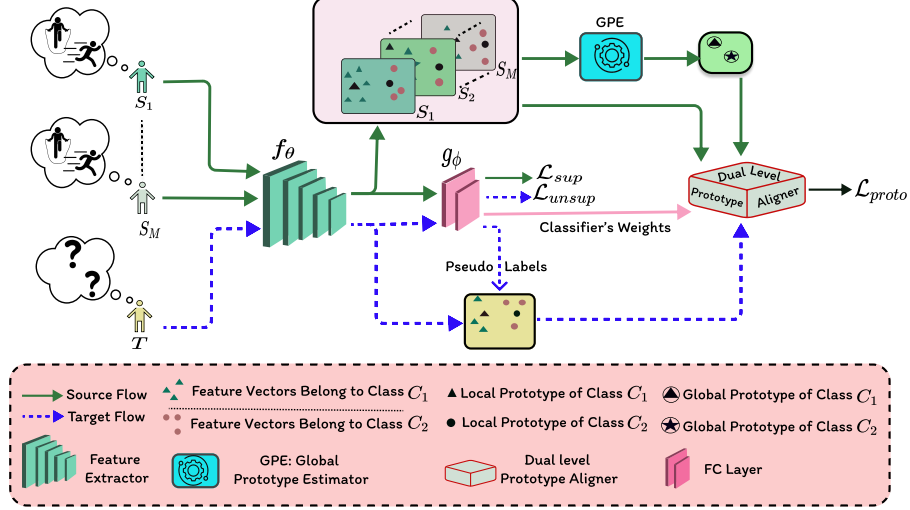 S_1
S_M
? ?
T
f_θ
S_1
S_2
S_M
GPE
g_ϕ
ℒ_sup
ℒ_unsup
Classifier's Weights
Pseudo Labels
Dual Level
Prototype Aligner
ℒ_proto
Source Flow
Target Flow
Feature Vectors Belong to Class C_1
Feature Vectors Belong to Class C_2
Local Prototype of Class C_1
Local Prototype of Class C_2
Global Prototype of Class C_1
Global Prototype of Class C_2
Feature
Extractor
GPE: Global
Prototype Estimator
Dual level
Prototype Aligner
FC Layer